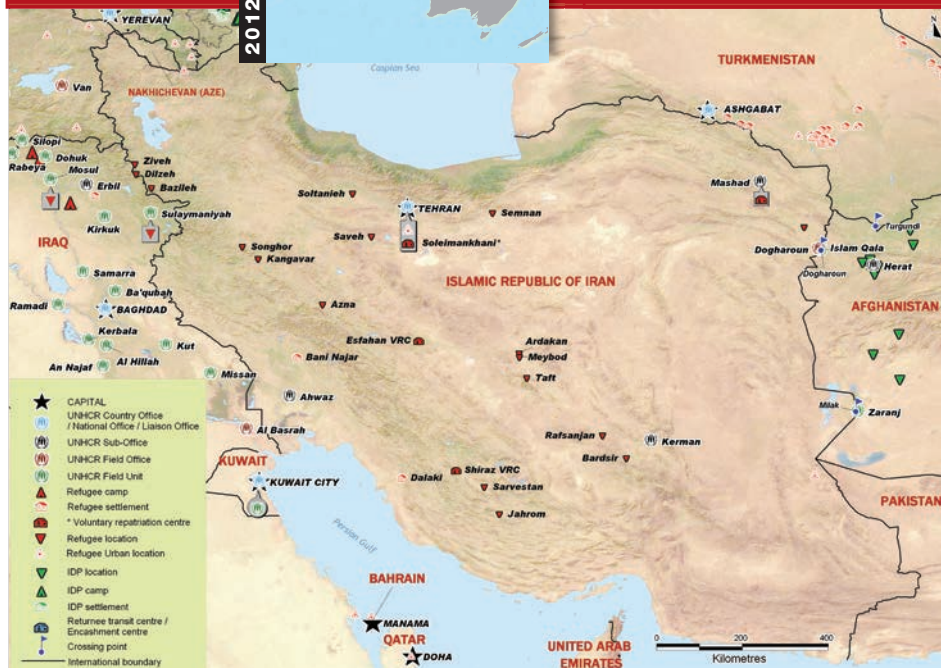 2012
YEREVAN
2
Caspian Sea
TURKMENISTAN
N
Van
NAKHICHEVAN (AZE)
ASHGABAT
Silopi
Rabeya
Dohuk
Mosul
Erbil
Ziveh
Dilzeh
Bazileh
Soltanieh
TEHRAN
Semnan
Mashad
Sulaymaniyah
Kirkuk
IRAQ
Songhor
Kangavar
Saveh
Soleimankhani*
Turgundi
Dogharoun
Islam Qala
Dogharoun
Herat
Samarra
Ba'qubah
ISLAMIC REPUBLIC OF IRAN
Ramadi
BAGHDAD
Azna
AFGHANISTAN
Kerbala
Kut
Al Hillah
An Najaf
Esfahan VRC
Bani Najar
Ardakan
Meybod
Taft
Missan
Ahwaz
Milak
Zaranj
Al Basrah
Rafsanjan
Kerman
Bardsir
KUWAIT
KUWAIT CITY
Dalaki
Shiraz VRC
Sarvestan
Jahrom
PAKISTAN
Persian Gulf
BAHRAIN
MANAMA
QATAR
DOHA
UNITED ARAB
EMIRATES
0 200 400
Kilometres
CAPITAL
UNHCR Country Office
/ National Office / Liaison Office
UNHCR Sub-Office
UNHCR Field Office
UNHCR Field Unit
Refugee camp
Refugee settlement
* Voluntary repatriation centre
Refugee location
Refugee Urban location
IDP location
IDP camp
IDP settlement
Returnee transit centre /
Encashment centre
Crossing point
International boundary